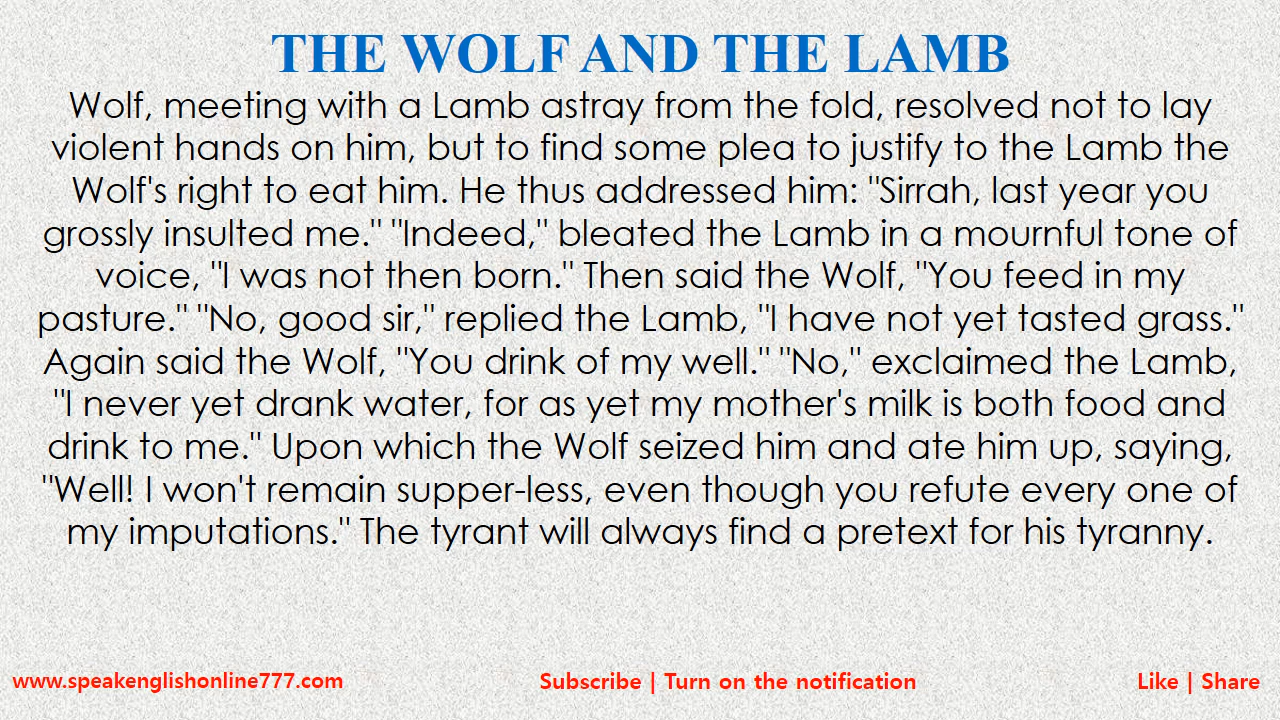 THE WOLF AND THE LAMB
Wolf, meeting with a Lamb astray from the fold, resolved not to lay
violent hands on him, but to find some plea to justify to the Lamb the
Wolf's right to eat him. He thus addressed him: "Sirrah, last year you
grossly insulted me." "Indeed," bleated the Lamb in a mournful tone of
voice, "I was not then born." Then said the Wolf, "You feed in my
pasture." "No, good sir," replied the Lamb, "I have not yet tasted grass."
Again said the Wolf, "You drink of my well." "No," exclaimed the Lamb,
"I never yet drank water, for as yet my mother's milk is both food and
drink to me." Upon which the Wolf seized him and ate him up, saying,
"Well! I won't remain supper-less, even though you refute every one of
my imputations." The tyrant will always find a pretext for his tyranny.
www.speakenglishonline777.com
Subscribe | Turn on the notification
Like | Share